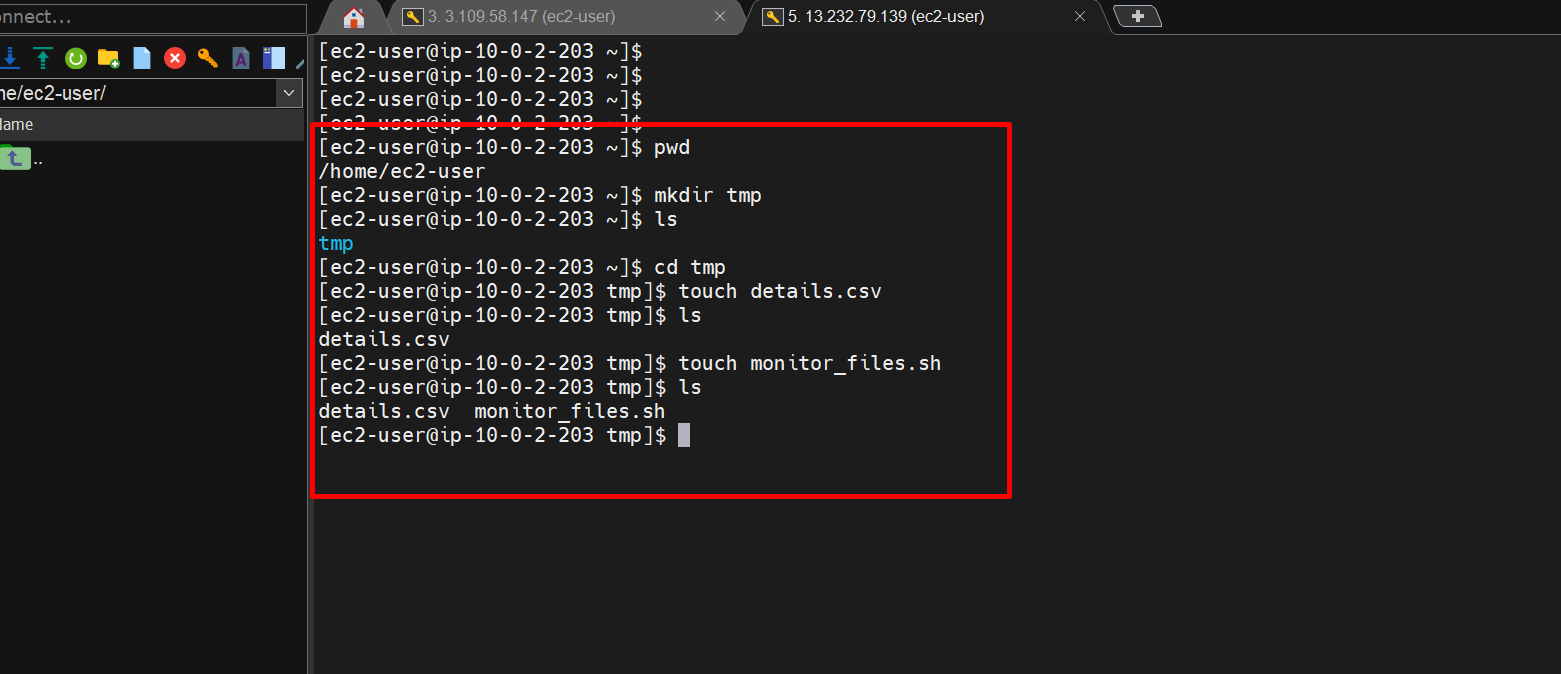 nnect...
3. 3.109.58.147 (ec2-user)
5. 13.232.79.139 (ec2-user)
me/ec2-user/
lame
..
[ec2-user@ip-10-0-2-203 ~]$
[ec2-user@ip-10-0-2-203 ~]$
[ec2-user@ip-10-0-2-203 ~]$
[ec2-user@ip-10-0-2-203 ~]$
[ec2-user@ip-10-0-2-203 ~]$ pwd
/home/ec2-user
[ec2-user@ip-10-0-2-203 ~]$ mkdir tmp
[ec2-user@ip-10-0-2-203 ~]$ ls
tmp
[ec2-user@ip-10-0-2-203 ~]$ cd tmp
[ec2-user@ip-10-0-2-203 tmp]$ touch details.csv
[ec2-user@ip-10-0-2-203 tmp]$ ls
details.csv
[ec2-user@ip-10-0-2-203 tmp]$ touch monitor_files.sh
[ec2-user@ip-10-0-2-203 tmp]$ ls
details.csv  monitor_files.sh
[ec2-user@ip-10-0-2-203 tmp]$